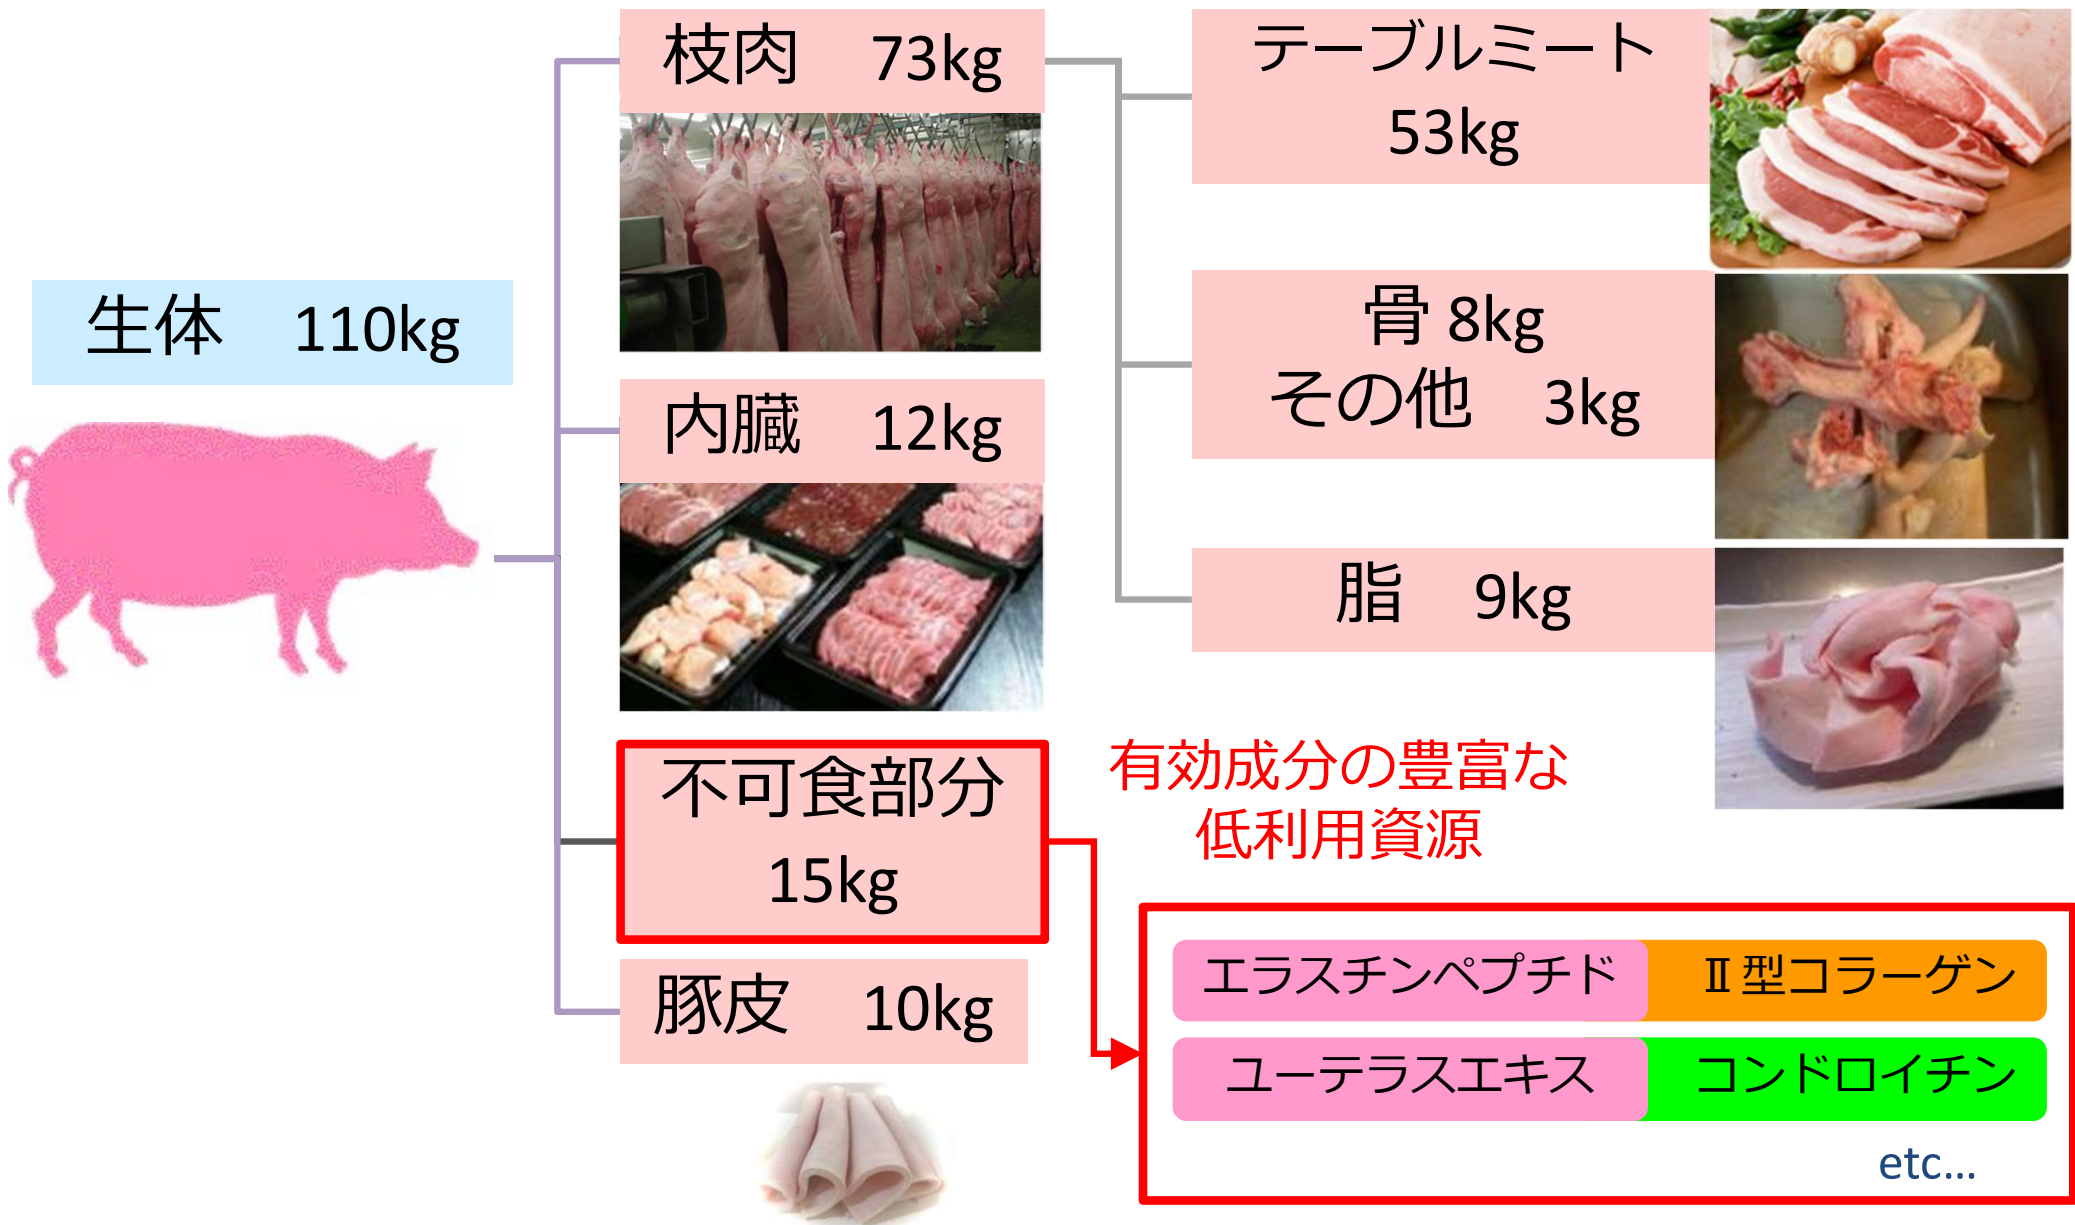 生体　110kg
枝肉　73kg
内臓　12kg
不可食部分
15kg
豚皮　10kg
テーブルミート
53kg
骨 8kg
その他　3kg
脂　9kg
有効成分の豊富な
低利用資源
エラスチンペプチド
Ⅱ型コラーゲン
ユーテラスエキス
コンドロイチン
etc…